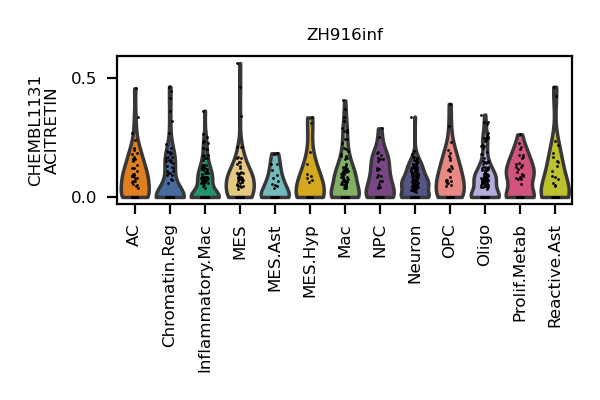 ZH916inf
CHEMBL1131
ACITRETIN
0.5
0.0
AC
Chromatin.Reg
Inflammatory.Mac
MES
MES.Ast
MES.Hyp
Mac
NPC
Neuron
OPC
Oligo
Prolif.Metab
Reactive.Ast